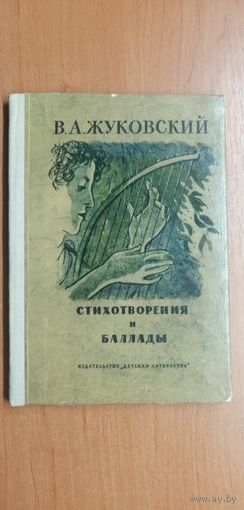 В.А.ЖУКОВСКИЙ
СТИХОТВОРЕНИЯ
И
БАЛЛАДЫ
ИЗДАТЕЛЬСТВО „ДЕТСКАЯ ЛИТЕРАТУРА"
www.ay.by